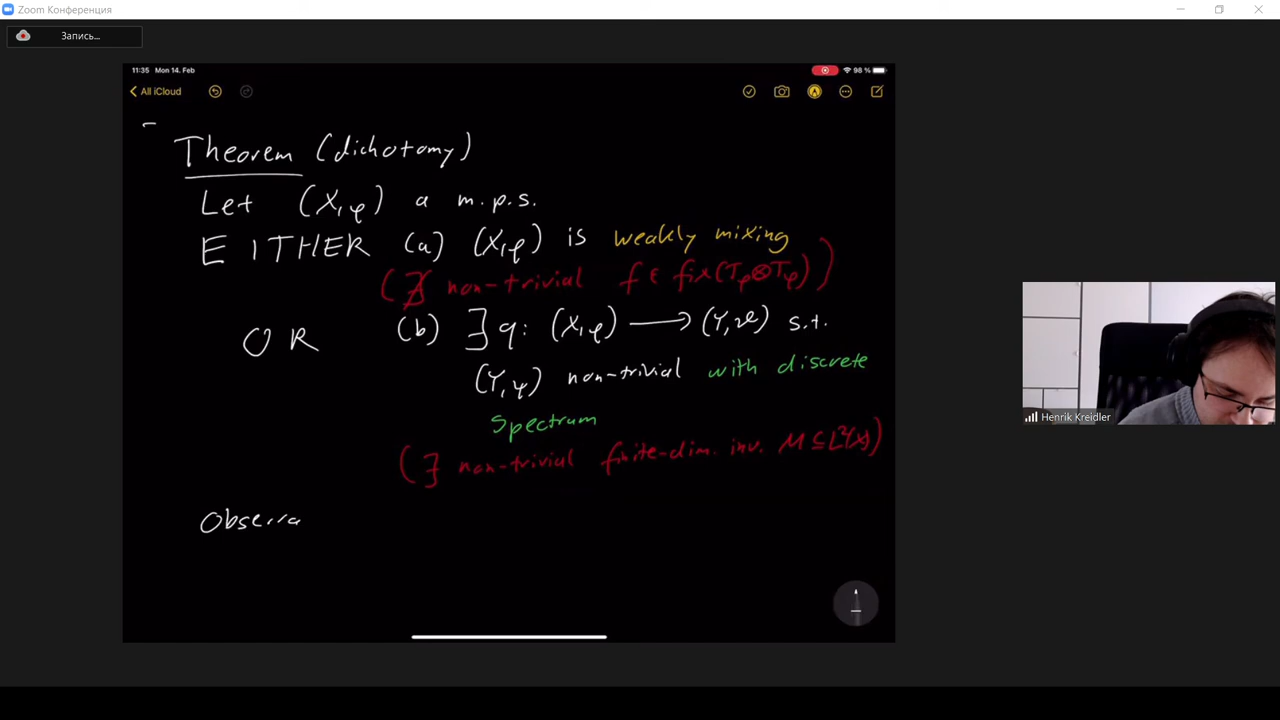 Zoom Конференция
Запись...
11:35 Mon 14. Feb
98 %
All iCloud
Theorem (dichotomy)
Let (X,φ) a m.p.s.
EITHER (a) (X,φ) is weakly mixing
(∄ non-trivial f ∈ fix(T_φ⊗T_φ))
OR (b) ∃ q: (X,φ) ⟶ (Y,ψ) s.t.
(Y,ψ) non-trivial with discrete
spectrum
(∃ non-trivial finite-dim. inv. M ⊆ L²(X))
Observa
Henrik Kreidler